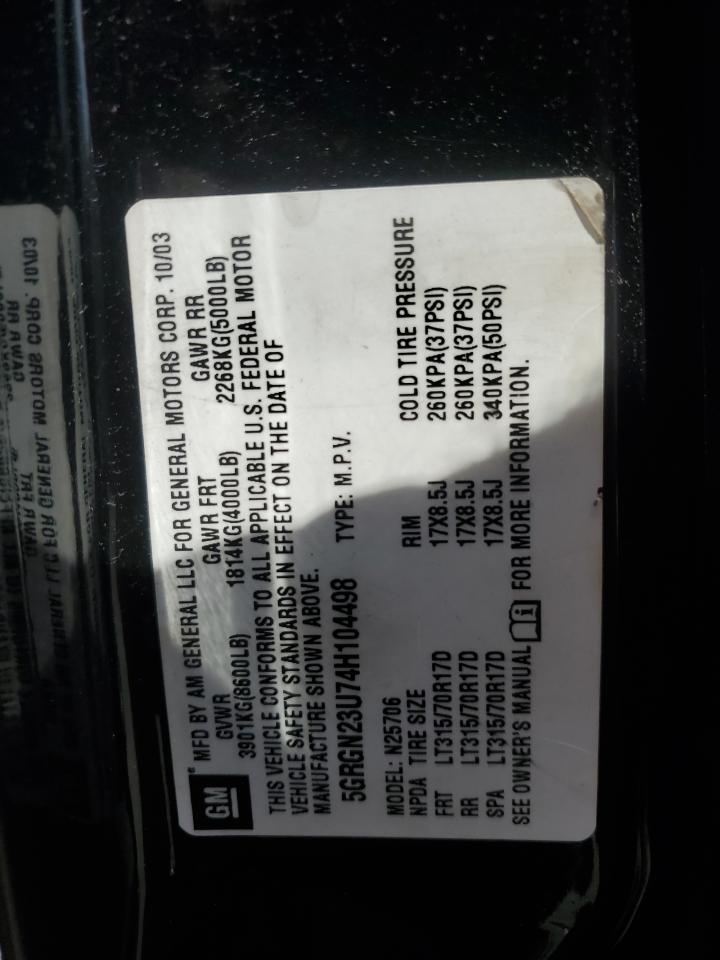 GM
MFD BY AM GENERAL LLC FOR GENERAL MOTORS CORP. 10/03
GVWR GAWR FRT GAWR RR
3901KG(8600LB) 1814KG(4000LB) 2268KG(5000LB)
THIS VEHICLE CONFORMS TO ALL APPLICABLE U.S. FEDERAL MOTOR
VEHICLE SAFETY STANDARDS IN EFFECT ON THE DATE OF
MANUFACTURE SHOWN ABOVE.
5GRGN23U74H104498 TYPE: M.P.V.
MODEL: N25706
NPDA TIRE SIZE RIM COLD TIRE PRESSURE
FRT LT315/70R17D 17X8.5J 260KPA(37PSI)
RR LT315/70R17D 17X8.5J 260KPA(37PSI)
SPA LT315/70R17D 17X8.5J 340KPA(50PSI)
SEE OWNER'S MANUAL i FOR MORE INFORMATION.